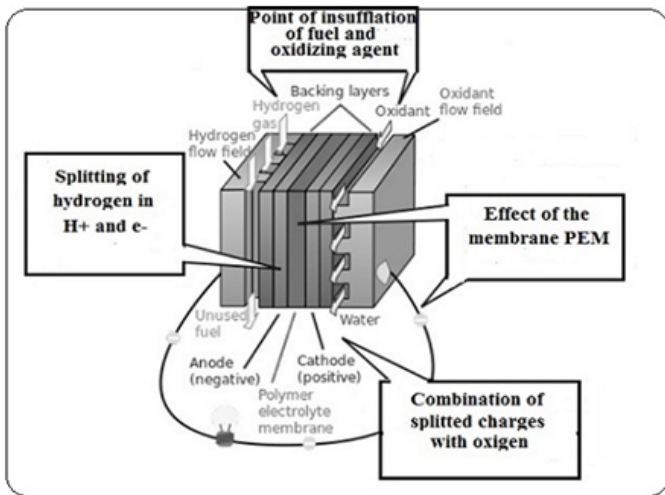 Point of insufflation
of fuel and
oxidizing agent
Backing layers
Hydrogen
gas
Oxidant
Oxidant
flow field
Hydrogen
flow field
Splitting of
hydrogen in
H+ and e-
Effect of the
membrane PEM
Unused
fuel
Water
Anode
(negative)
Cathode
(positive)
Polymer
electrolyte
membrane
Combination of
splitted charges
with oxigen